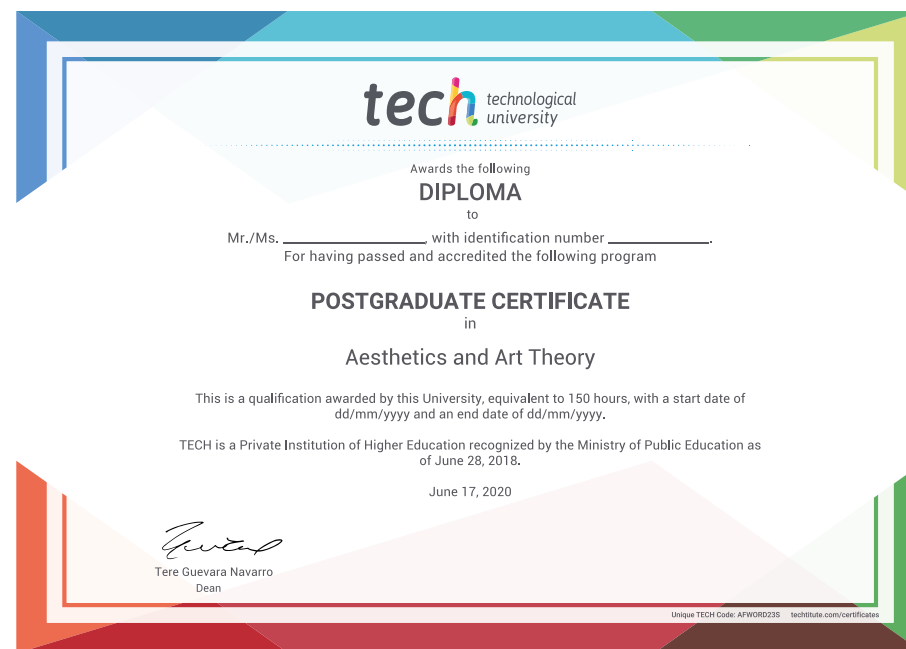 tech technological
university
Awards the following
DIPLOMA
to
Mr./Ms. ____________________, with identification number ______________.
For having passed and accredited the following program
POSTGRADUATE CERTIFICATE
in
Aesthetics and Art Theory
This is a qualification awarded by this University, equivalent to 150 hours, with a start date of
dd/mm/yyyy and an end date of dd/mm/yyyy.
TECH is a Private Institution of Higher Education recognized by the Ministry of Public Education as
of June 28, 2018.
June 17, 2020
Tere Guevara Navarro
Dean
Unique TECH Code: AFWORD23S techtitute.com/certificates